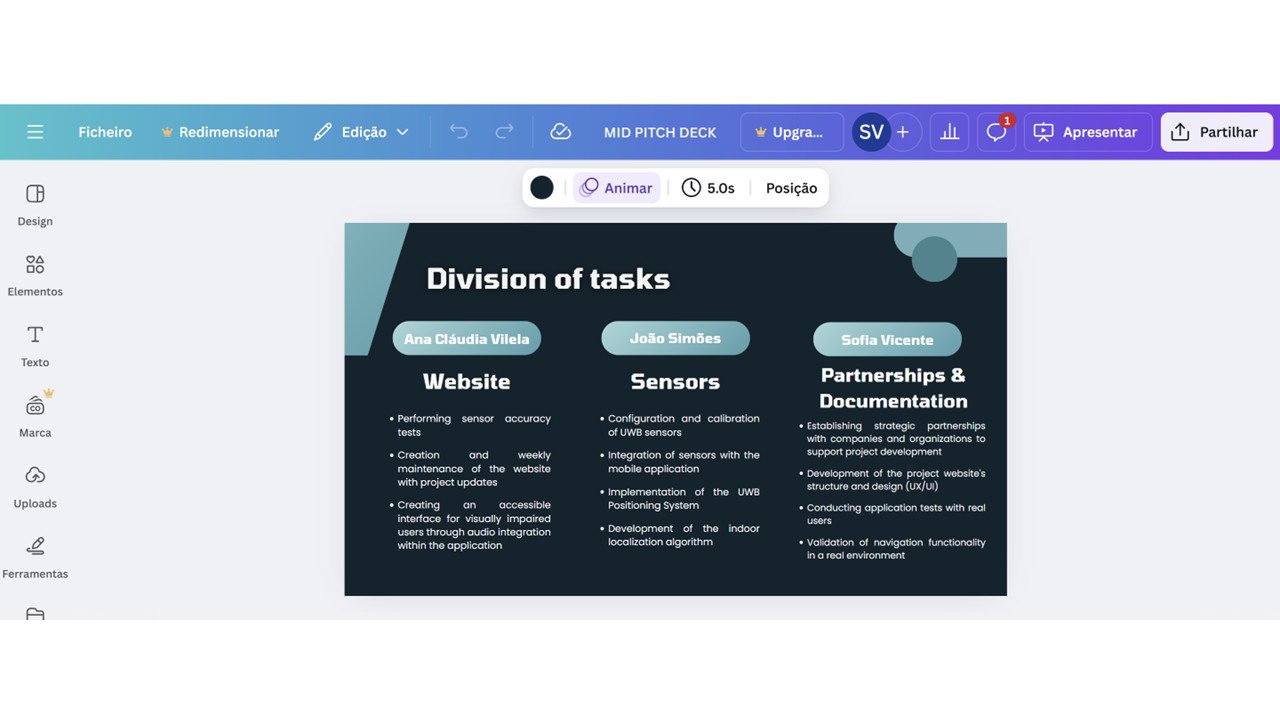 Ficheiro
Redimensionar
Edição
MID PITCH DECK
Upgra...
SV
+
1
Apresentar
Partilhar
Animar
5.0s
Posição
Design
Elementos
Texto
CO
Marca
Uploads
Ferramentas
Division of tasks
Ana Cláudia Vilela
Website
• Performing sensor accuracy
tests
• Creation and weekly
maintenance of the website
with project updates
• Creating an accessible
interface for visually impaired
users through audio integration
within the application
João Simões
Sensors
• Configuration and calibration
of UWB sensors
• Integration of sensors with the
mobile application
• Implementation of the UWB
Positioning System
• Development of the indoor
localization algorithm
Sofia Vicente
Partnerships &
Documentation
• Establishing strategic partnerships
with companies and organizations to
support project development
• Development of the project website's
structure and design (UX/UI)
• Conducting application tests with real
users
• Validation of navigation functionality
in a real environment